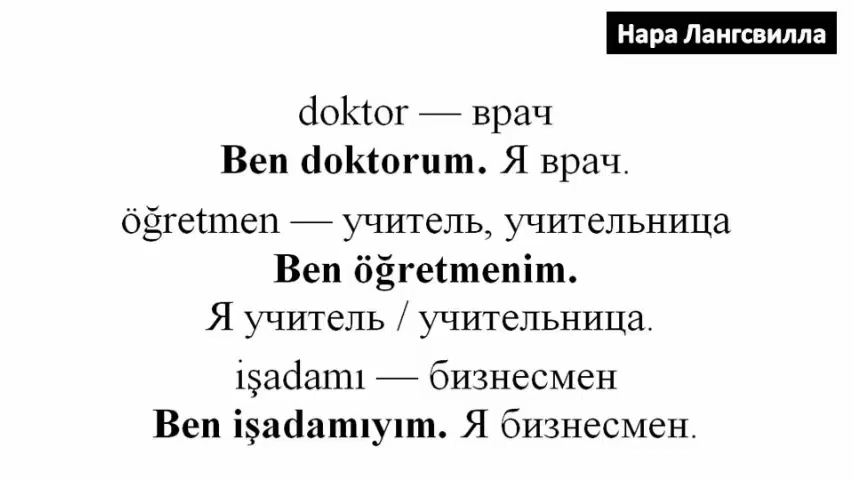 Нара Лангсвилла
doktor — врач
Ben doktorum. Я врач.
öğretmen — учитель, учительница
Ben öğretmenim.
Я учитель / учительница.
işadamı — бизнесмен
Ben işadamıyım. Я бизнесмен.